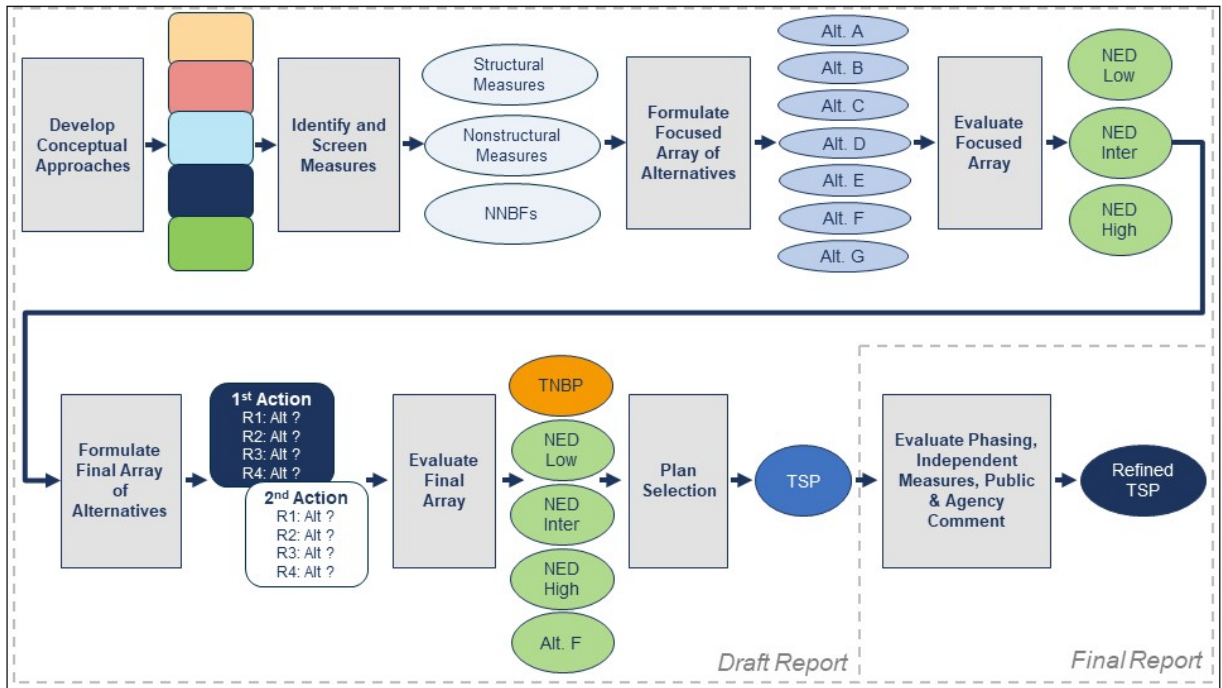 Develop
Conceptual
Approaches
Identify and
Screen
Measures
Structural
Measures
Nonstructural
Measures
NNBFs
Formulate
Focused
Array of
Alternatives
Alt. A
Alt. B
Alt. C
Alt. D
Alt. E
Alt. F
Alt. G
Evaluate
Focused
Array
NED
Low
NED
Inter
NED
High
Formulate
Final Array
of
Alternatives
1st Action
R1: Alt ?
R2: Alt ?
R3: Alt ?
R4: Alt ?
2nd Action
R1: Alt ?
R2: Alt ?
R3: Alt ?
R4: Alt ?
Evaluate
Final
Array
TNBP
NED
Low
NED
Inter
NED
High
Alt. F
Plan
Selection
TSP
Evaluate Phasing,
Independent
Measures, Public
& Agency
Comment
Refined
TSP
Draft Report
Final Report